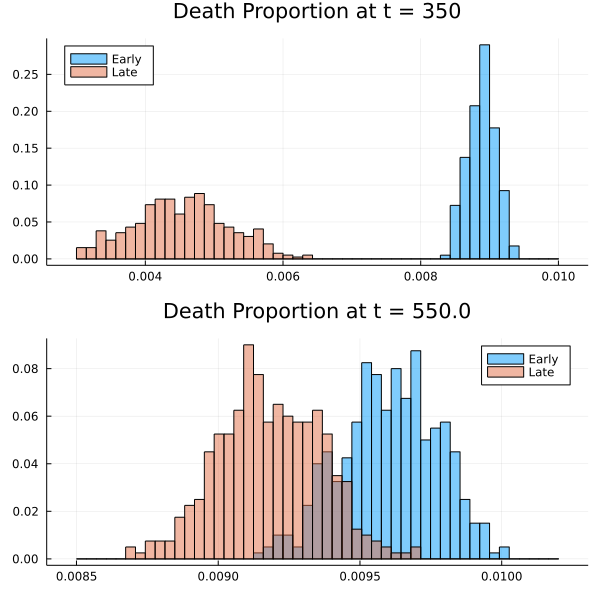 Death Proportion at t = 350
Early
Late
0.25
0.20
0.15
0.10
0.05
0.00
0.004 0.006 0.008 0.010
Death Proportion at t = 550.0
Early
Late
0.08
0.06
0.04
0.02
0.00
0.0085 0.0090 0.0095 0.0100